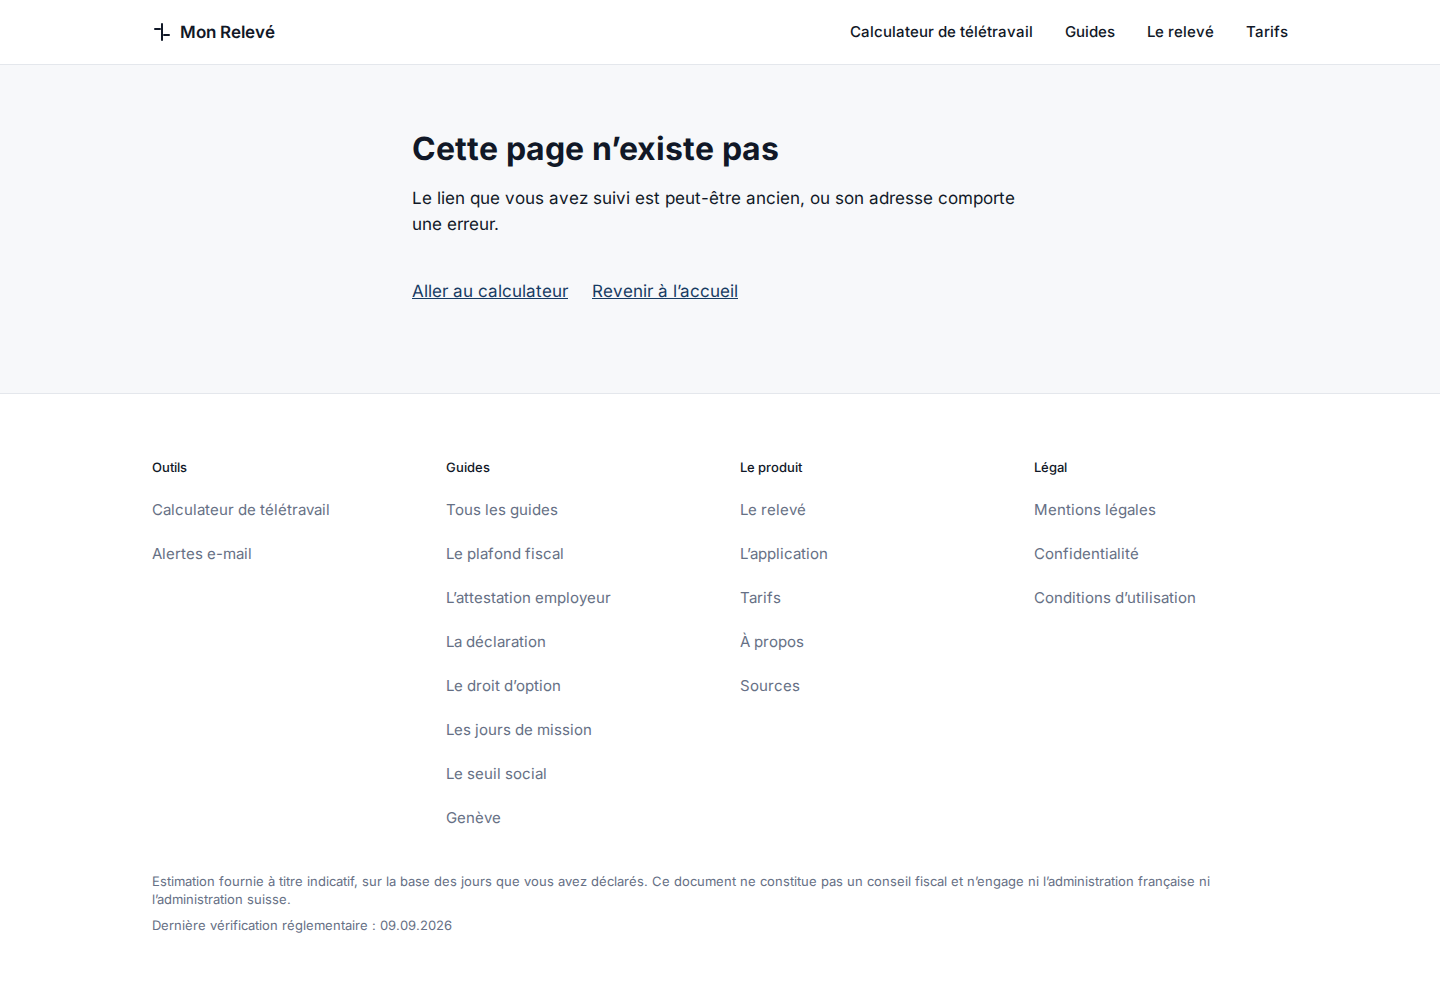 Mon Relevé
Calculateur de télétravail
Guides
Le relevé
Tarifs
Cette page n’existe pas
Le lien que vous avez suivi est peut-être ancien, ou son adresse comporte
une erreur.
Aller au calculateur
Revenir à l’accueil
Outils
Calculateur de télétravail
Alertes e-mail
Guides
Tous les guides
Le plafond fiscal
L’attestation employeur
La déclaration
Le droit d’option
Les jours de mission
Le seuil social
Genève
Le produit
Le relevé
L’application
Tarifs
À propos
Sources
Légal
Mentions légales
Confidentialité
Conditions d’utilisation
Estimation fournie à titre indicatif, sur la base des jours que vous avez déclarés. Ce document ne constitue pas un conseil fiscal et n’engage ni l’administration française ni
l’administration suisse.
Dernière vérification réglementaire : 09.09.2026